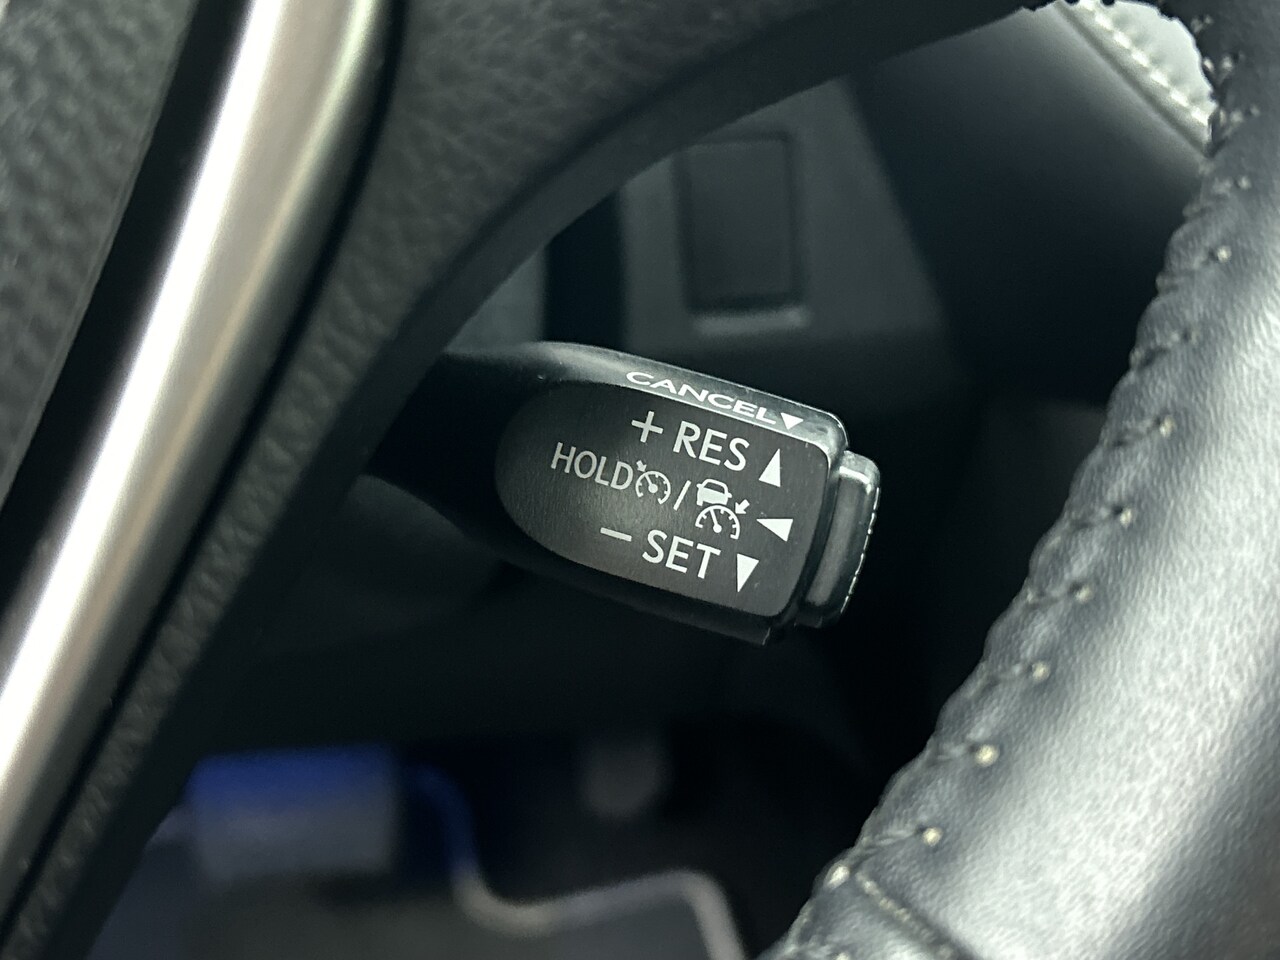 CANCEL▼
+ RES ▲
HOLD / ◀
− SET ▼